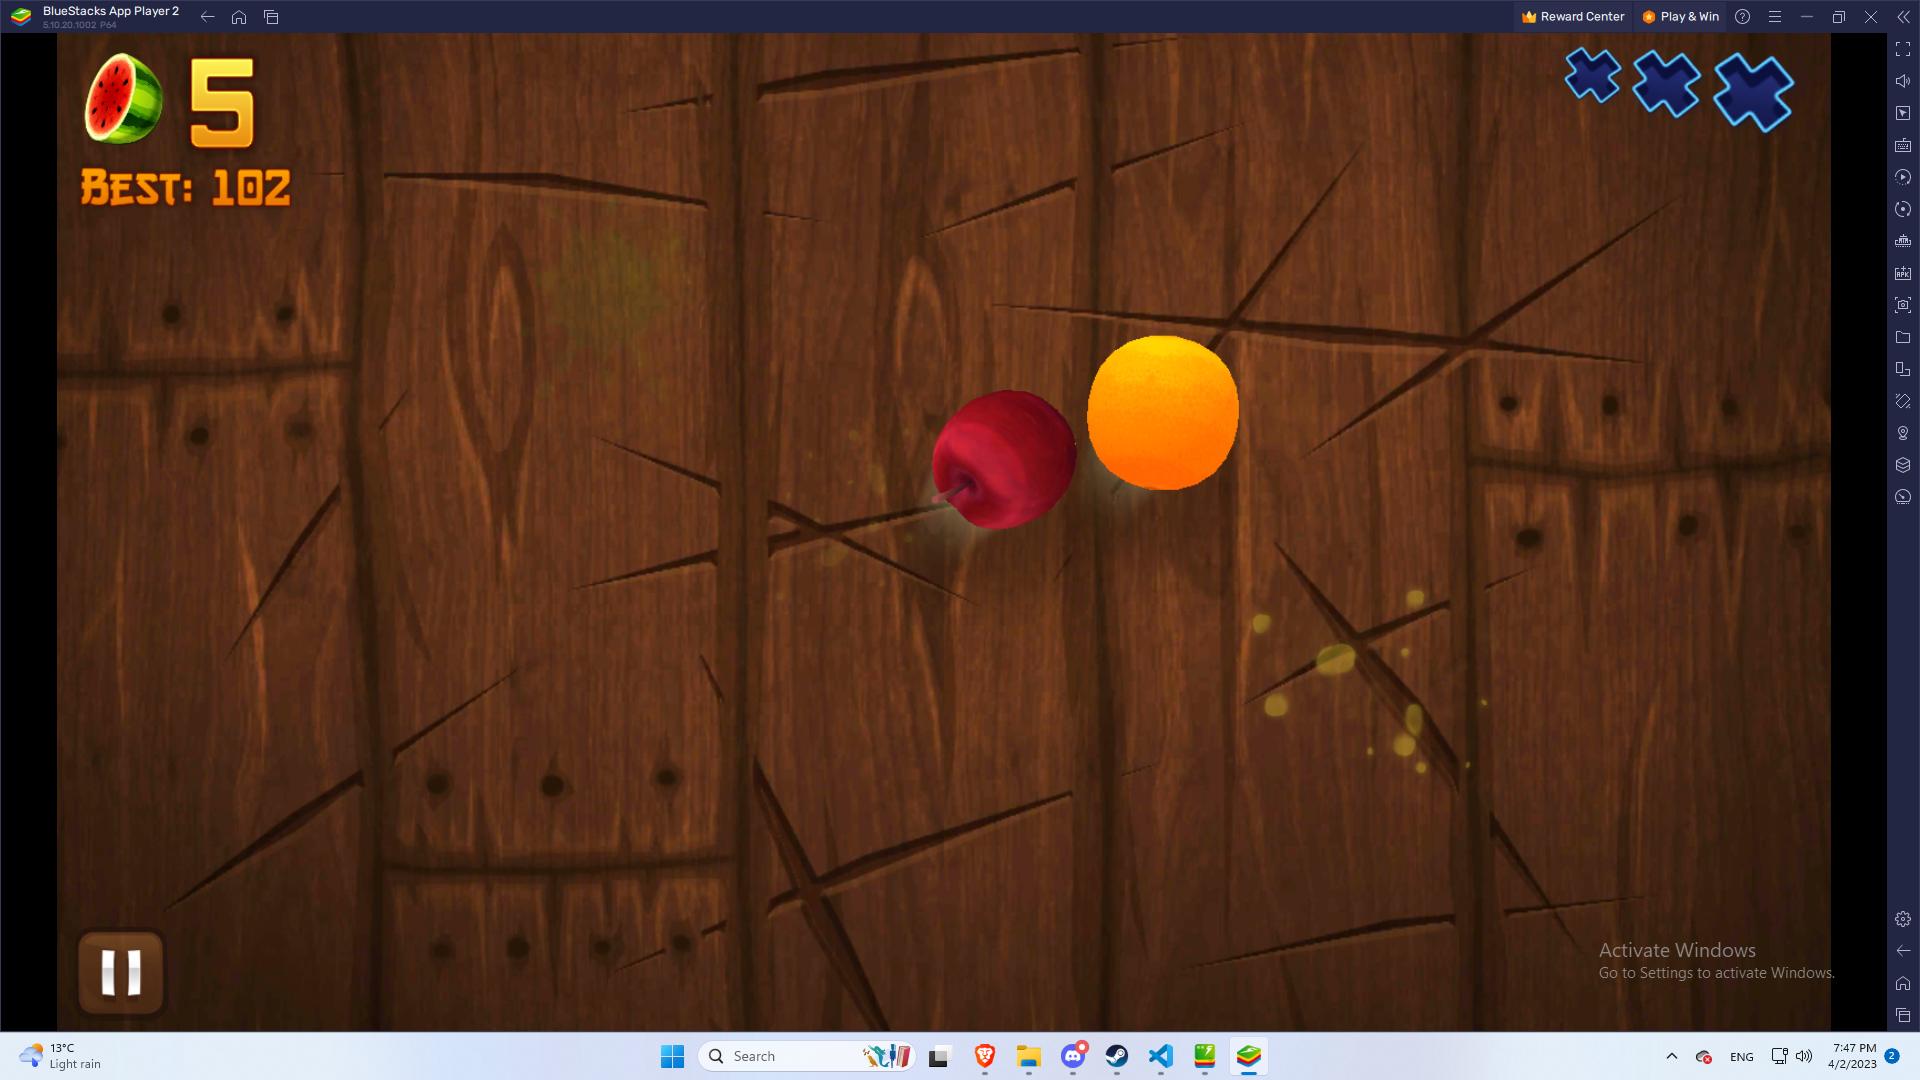 BlueStacks App Player 2
5.10.20.1002 P64
Reward Center
Play & Win
5
BEST: 102
Activate Windows
Go to Settings to activate Windows.
13°C
Light rain
Search
ENG
7:47 PM
4/2/2023
2